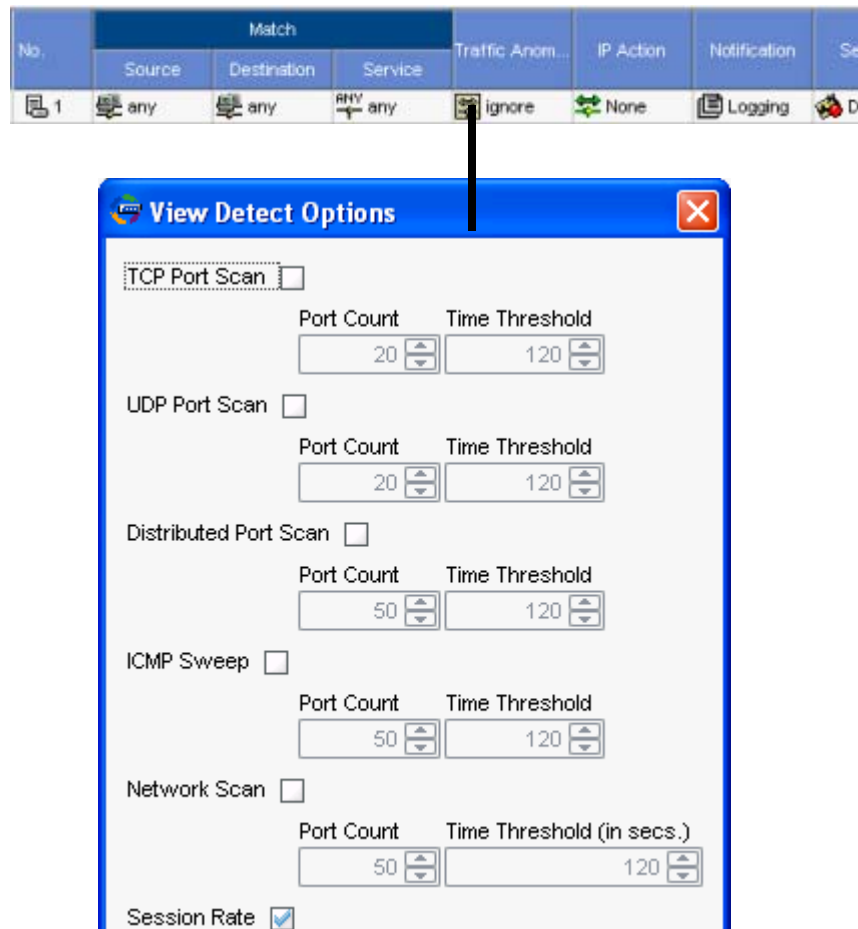 No.
Match
Traffic Anom...
IP Action
Notification
Se
Source
Destination
Service
1
any
any
ANY
any
ignore
None
Logging
D
View Detect Options
TCP Port Scan
Port Count
Time Threshold
20
120
UDP Port Scan
Port Count
Time Threshold
20
120
Distributed Port Scan
Port Count
Time Threshold
50
120
ICMP Sweep
Port Count
Time Threshold
50
120
Network Scan
Port Count
Time Threshold (in secs.)
50
120
Session Rate